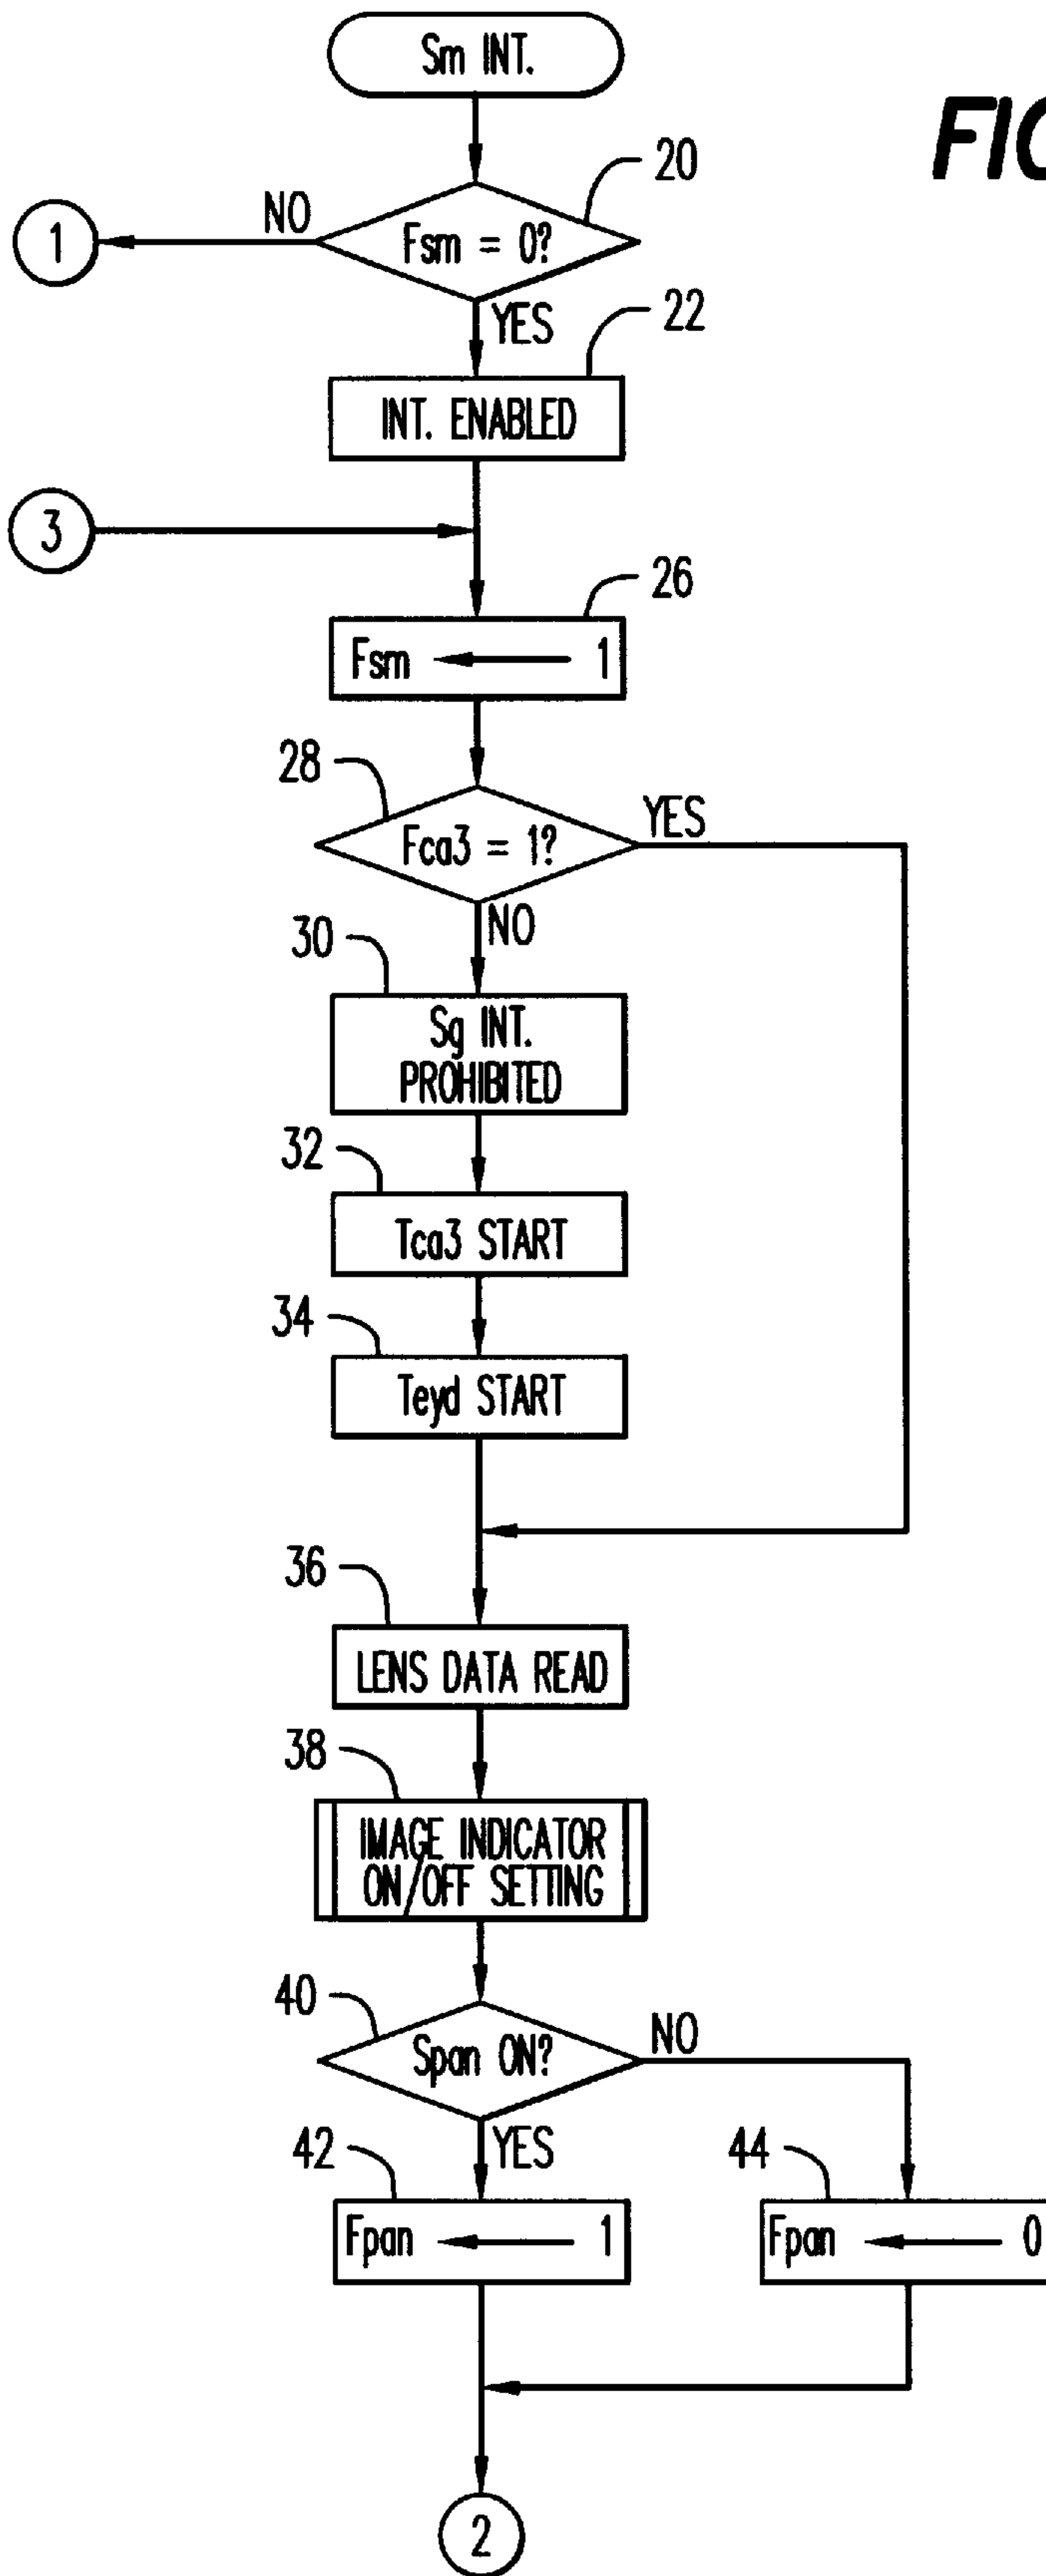 Sm INT.
FIG
20
NO
1
Fsm = 0?
YES
22
INT. ENABLED
3
26
Fsm ← 1
28
YES
Fca3 = 1?
NO
30
Sg INT.
PROHIBITED
32
Tca3 START
34
Teyd START
36
LENS DATA READ
38
IMAGE INDICATOR
ON/OFF SETTING
40
NO
Span ON?
YES
42
44
Fpan ← 1
Fpan ← 0
2